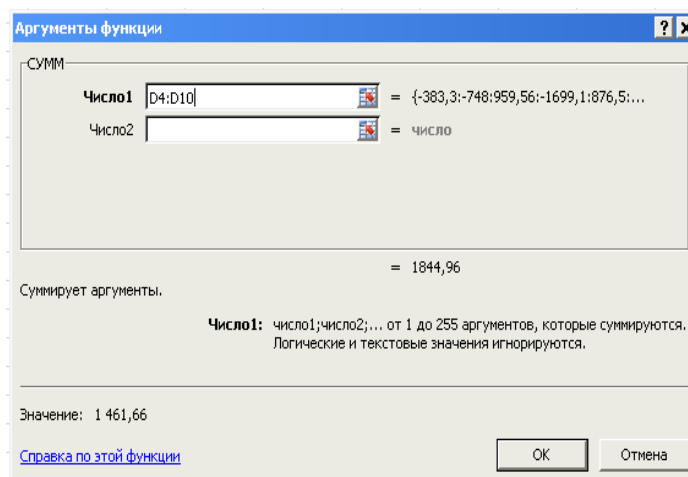 Аргументы функции
СУММ
Число1 D4:D10 = {-383,3:-748:959,56:-1699,1:876,5:...
Число2 = число
= 1844,96
Суммирует аргументы.
Число1: число1;число2;... от 1 до 255 аргументов, которые суммируются.
Логические и текстовые значения игнорируются.
Значение: 1 461,66
Справка по этой функции
ОК
Отмена